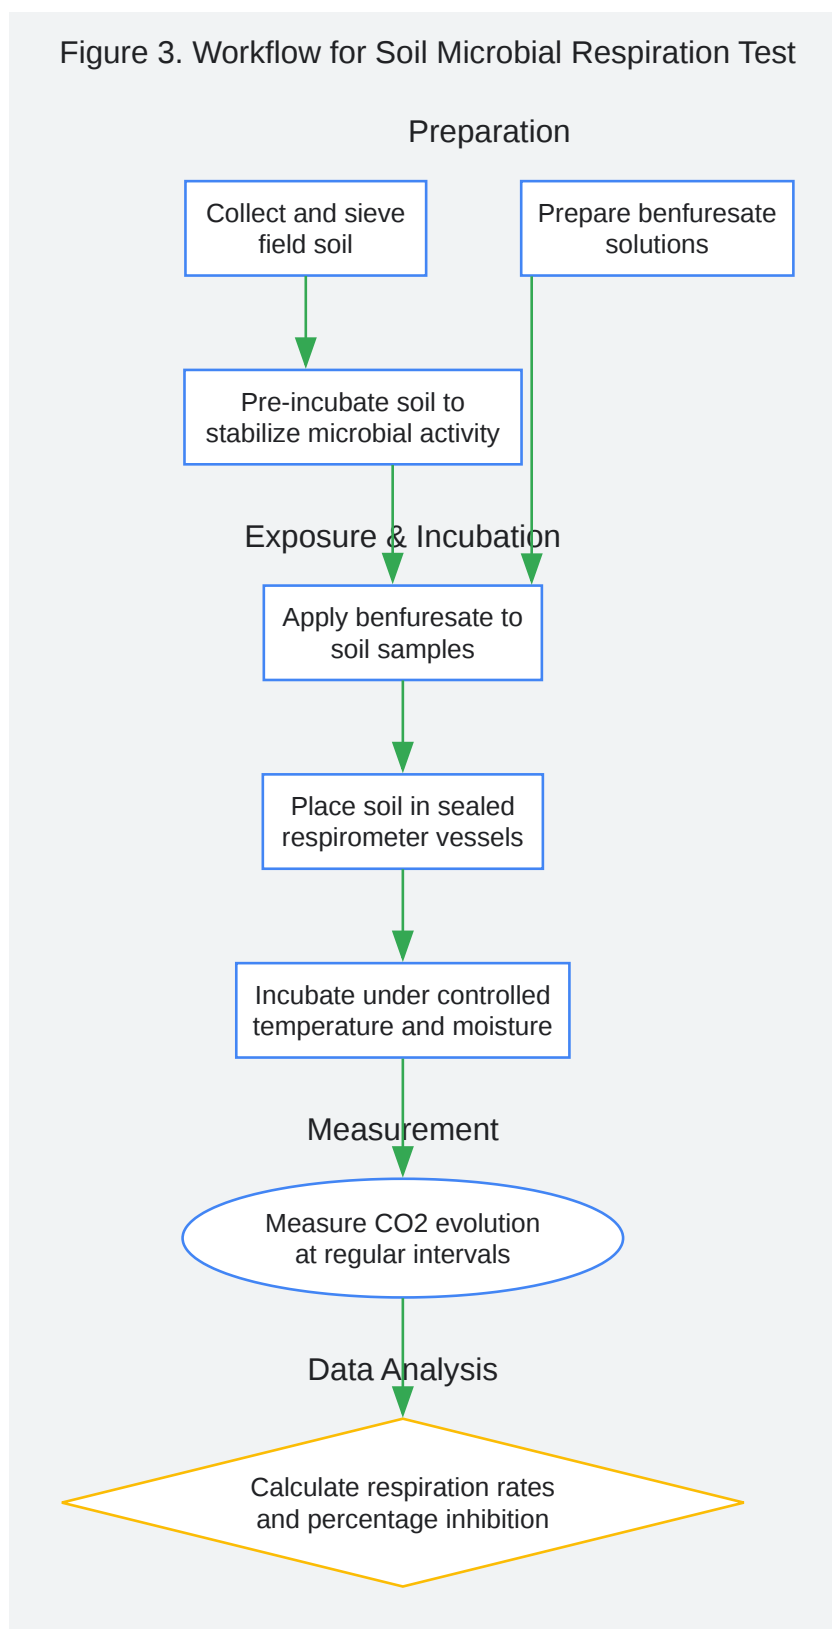 Figure 3. Workflow for Soil Microbial Respiration Test
Preparation
Collect and sieve
field soil
Prepare benfuresate
solutions
Pre-incubate soil to
stabilize microbial activity
Exposure & Incubation
Apply benfuresate to
soil samples
Place soil in sealed
respirometer vessels
Incubate under controlled
temperature and moisture
Measurement
Measure CO2 evolution
at regular intervals
Data Analysis
Calculate respiration rates
and percentage inhibition